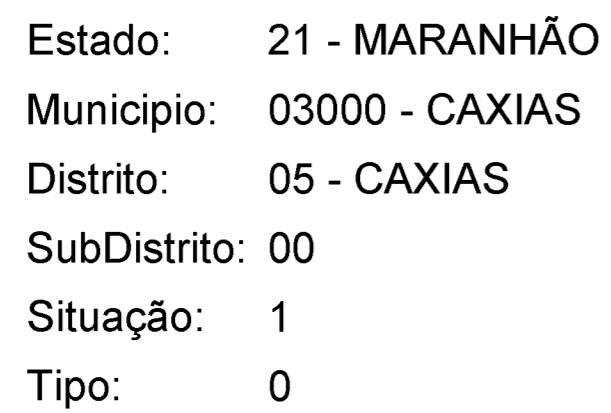 Estado: 21 - MARANHÃO
Municipio: 03000 - CAXIAS
Distrito: 05 - CAXIAS
SubDistrito: 00
Situação: 1
Tipo: 0